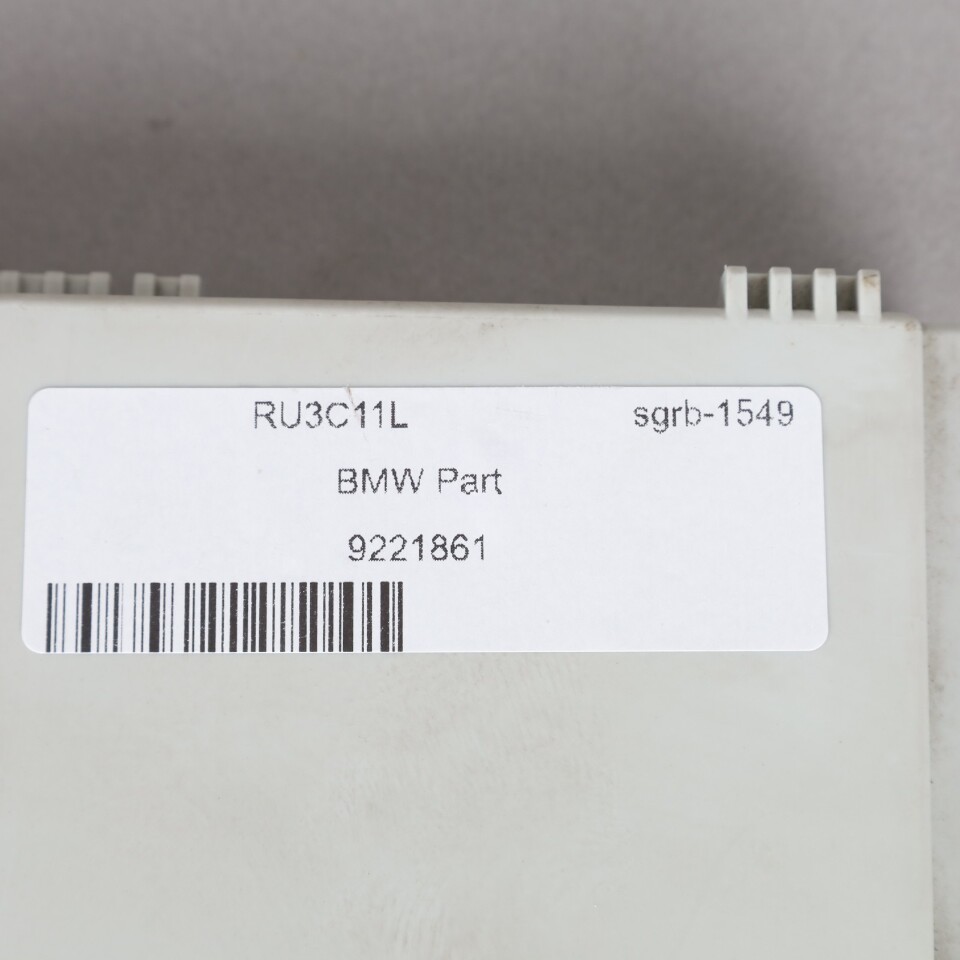 RU3C11L sgrb-1549
BMW Part
9221861